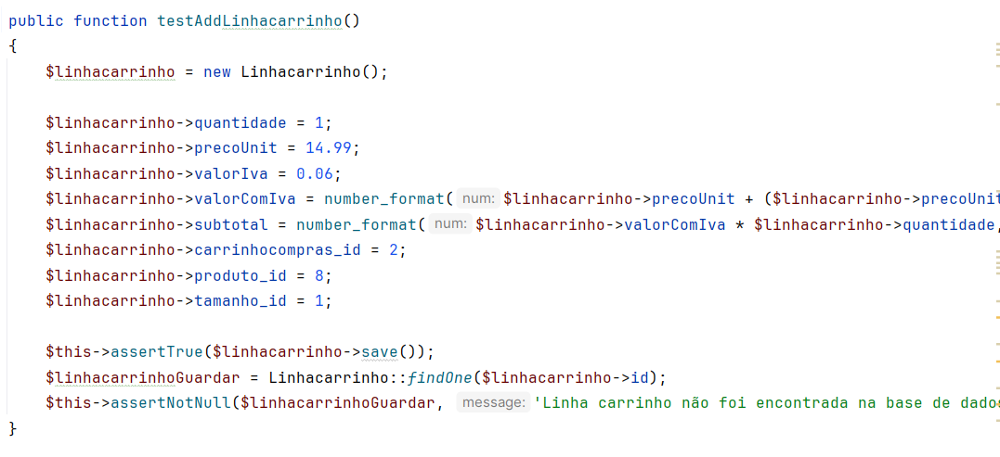 public function testAddLinhacarrinho()
{
$linhacarrinho = new Linhacarrinho();
$linhacarrinho->quantidade = 1;
$linhacarrinho->precoUnit = 14.99;
$linhacarrinho->valorIva = 0.06;
$linhacarrinho->valorComIva = number_format( num: $linhacarrinho->precoUnit + ($linhacarrinho->precoUnit
$linhacarrinho->subtotal = number_format( num: $linhacarrinho->valorComIva * $linhacarrinho->quantidade,
$linhacarrinho->carrinhocompras_id = 2;
$linhacarrinho->produto_id = 8;
$linhacarrinho->tamanho_id = 1;
$this->assertTrue($linhacarrinho->save());
$linhacarrinhoGuardar = Linhacarrinho::findOne($linhacarrinho->id);
$this->assertNotNull($linhacarrinhoGuardar, message: 'Linha carrinho não foi encontrada na base de dados
}